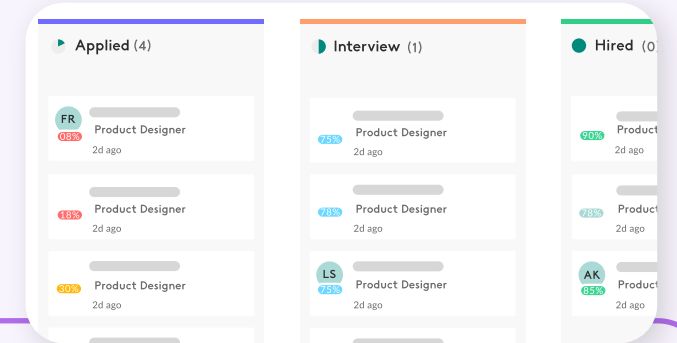 Applied (4)
FR
08%
Product Designer
2d ago
18%
Product Designer
2d ago
30%
Product Designer
2d ago
Interview (1)
75%
Product Designer
2d ago
78%
Product Designer
2d ago
LS
75%
Product Designer
2d ago
Hired (0
90%
Product
2d ago
78%
Product
2d ago
AK
85%
Product
2d ago